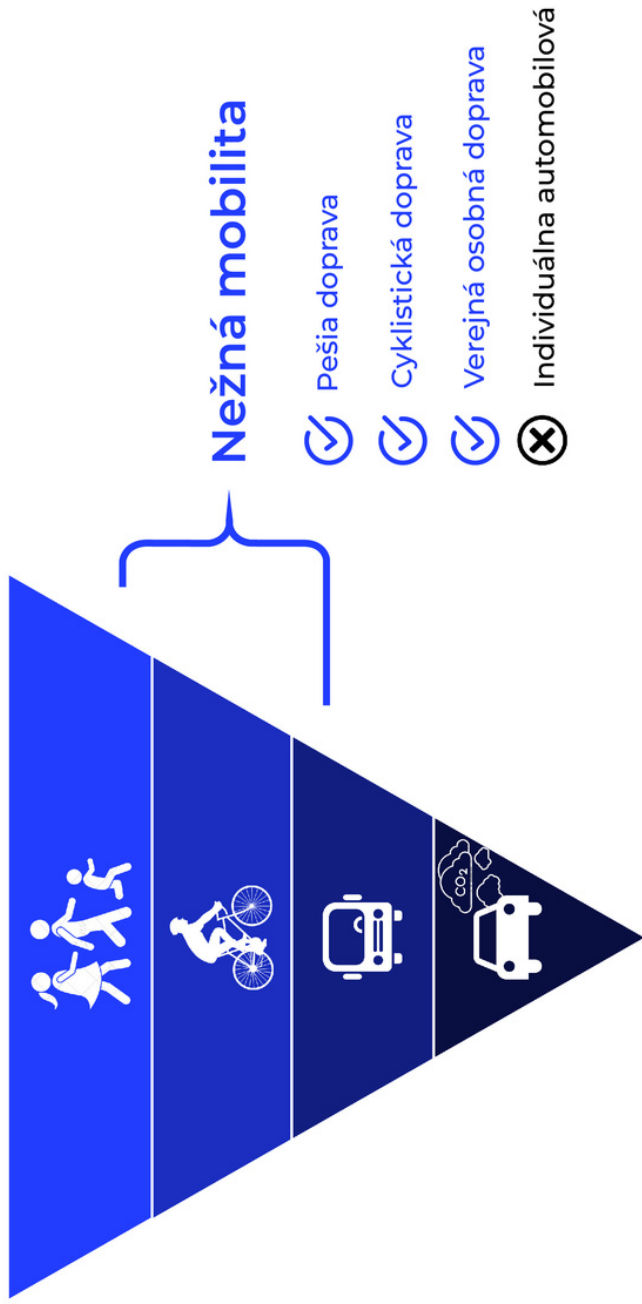 Nežná mobilita
Pešia doprava
Cyklistická doprava
Verejná osobná doprava
Individuálna automobilová
CO₂